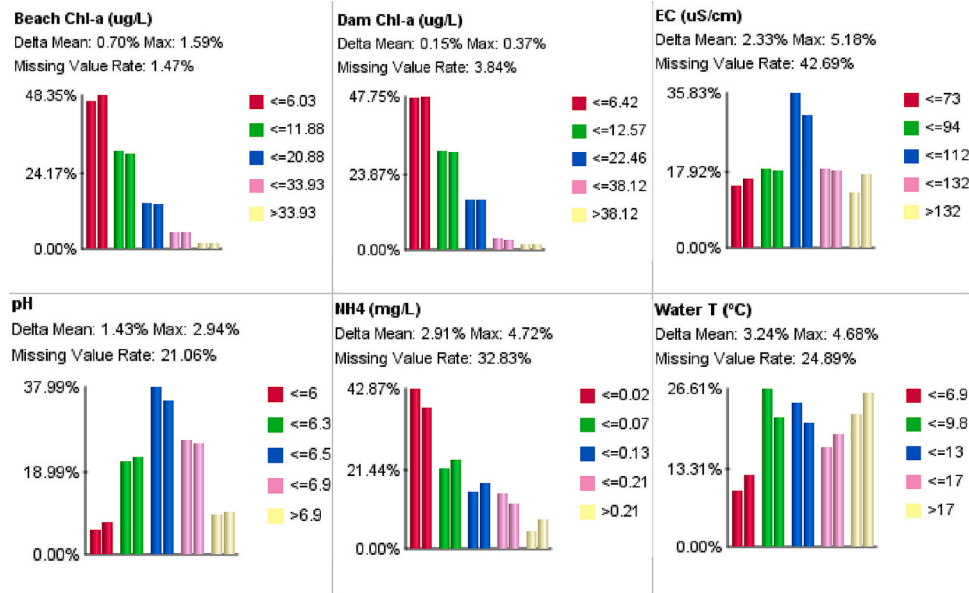 Beach Chl-a (ug/L)
Delta Mean: 0.70% Max: 1.59%
Missing Value Rate: 1.47%
48.35%
24.17%
0.00%
<=6.03
<=11.88
<=20.88
<=33.93
>33.93
Dam Chl-a (ug/L)
Delta Mean: 0.15% Max: 0.37%
Missing Value Rate: 3.84%
47.75%
23.87%
0.00%
<=6.42
<=12.57
<=22.46
<=38.12
>38.12
EC (uS/cm)
Delta Mean: 2.33% Max: 5.18%
Missing Value Rate: 42.69%
35.83%
17.92%
0.00%
<=73
<=94
<=112
<=132
>132
pH
Delta Mean: 1.43% Max: 2.94%
Missing Value Rate: 21.06%
37.99%
18.99%
0.00%
<=6
<=6.3
<=6.5
<=6.9
>6.9
NH4 (mg/L)
Delta Mean: 2.91% Max: 4.72%
Missing Value Rate: 32.83%
42.87%
21.44%
0.00%
<=0.02
<=0.07
<=0.13
<=0.21
>0.21
Water T (ºC)
Delta Mean: 3.24% Max: 4.68%
Missing Value Rate: 24.89%
26.61%
13.31%
0.00%
<=6.9
<=9.8
<=13
<=17
>17